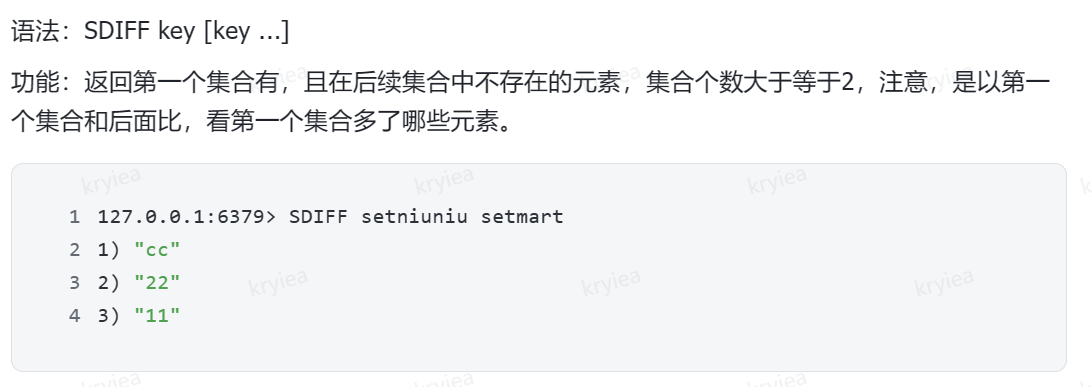 语法：SDIFF key [key ...]
功能：返回第一个集合有，且在后续集合中不存在的元素，集合个数大于等于2，注意，是以第一
个集合和后面比，看第一个集合多了哪些元素。
kryiea kryiea kryiea
1 127.0.0.1:6379> SDIFF setniuniu setmart
2 1) "cc"
3 2) "22"
kryiea kryiea kryiea
4 3) "11"
kryiea kryiea kryiea